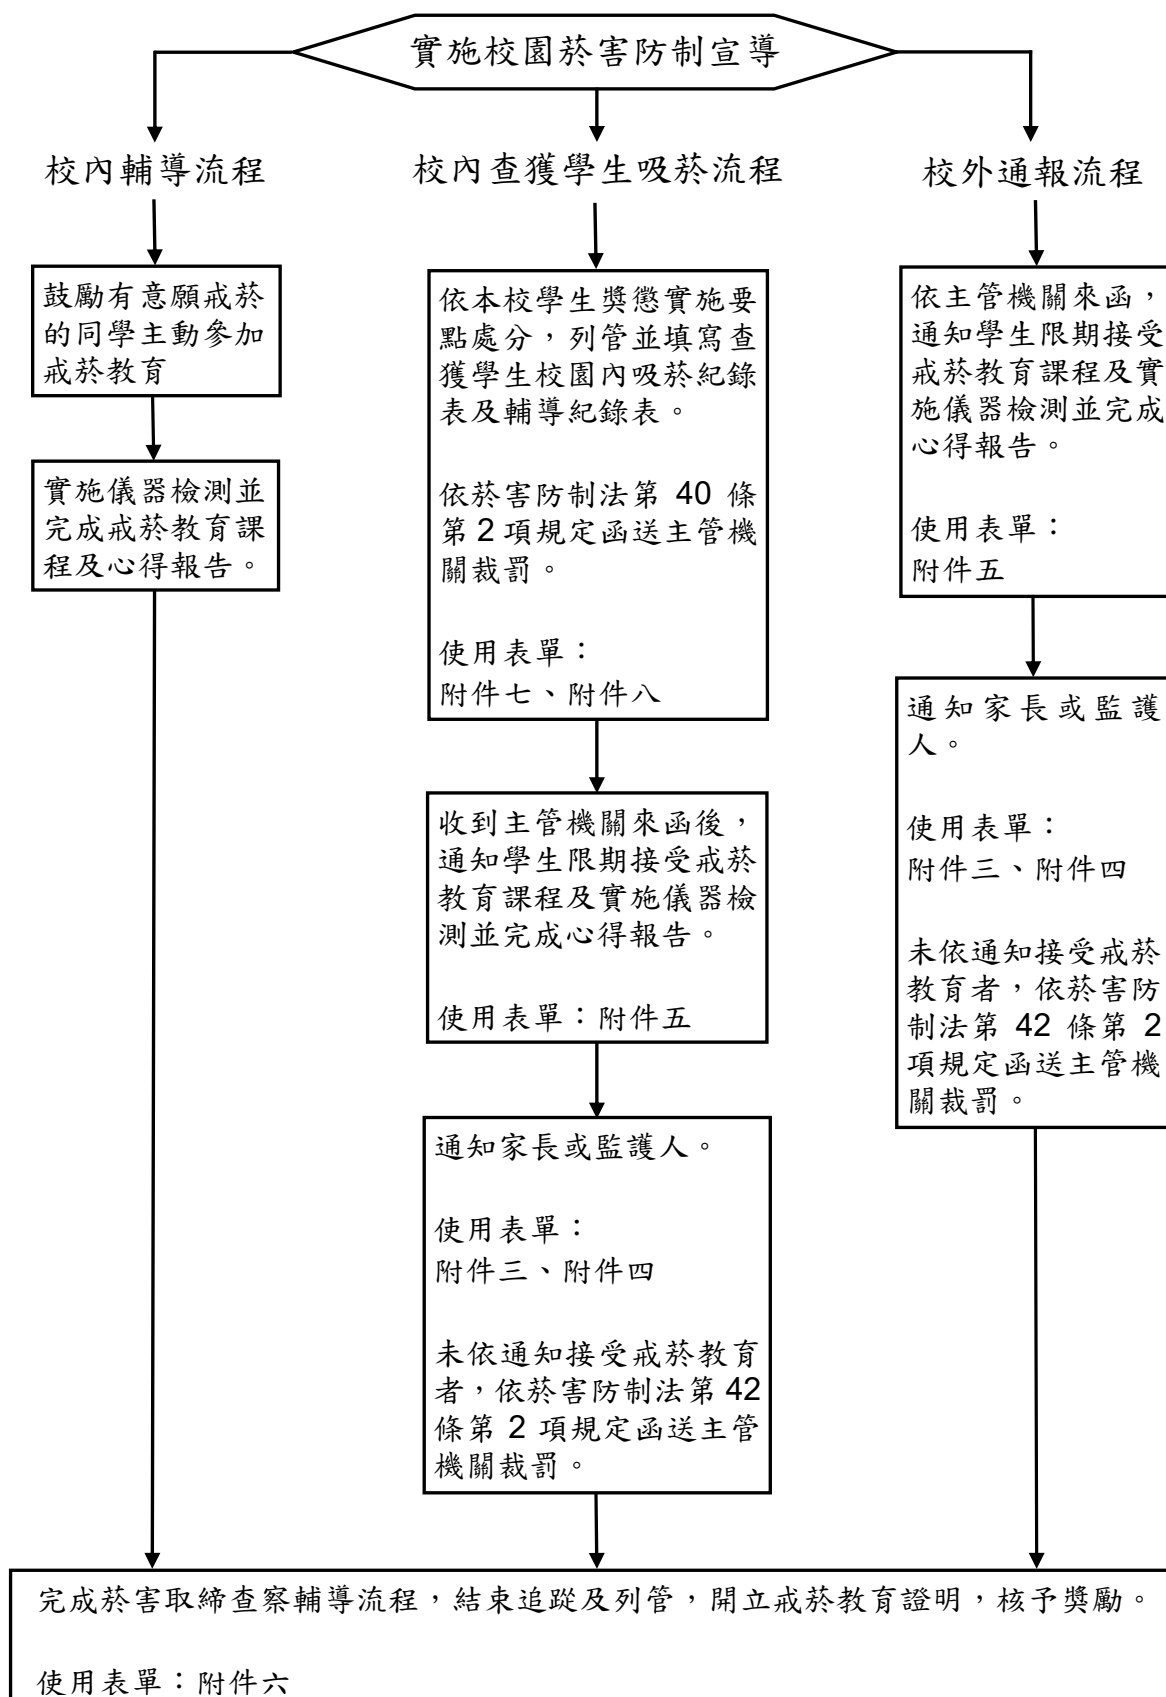 實施校園菸害防制宣導
校內輔導流程
鼓勵有意願戒菸
的同學主動參加
戒菸教育
實施儀器檢測並
完成戒菸教育課
程及心得報告。
校內查獲學生吸菸流程
依本校學生獎懲實施要
點處分，列管並填寫查
獲學生校園內吸菸紀錄
表及輔導紀錄表。
依菸害防制法第 40 條
第 2 項規定函送主管機
關裁罰。
使用表單：
附件七、附件八
收到主管機關來函後，
通知學生限期接受戒菸
教育課程及實施儀器檢
測並完成心得報告。
使用表單：附件五
通知家長或監護人。
使用表單：
附件三、附件四
未依通知接受戒菸教育
者，依菸害防制法第 42
條第 2 項規定函送主管
機關裁罰。
校外通報流程
依主管機關來函，
通知學生限期接受
戒菸教育課程及實
施儀器檢測並完成
心得報告。
使用表單：
附件五
通知家長或監護
人。
使用表單：
附件三、附件四
未依通知接受戒菸
教育者，依菸害防
制法第 42 條第 2
項規定函送主管機
關裁罰。
完成菸害取締查察輔導流程，結束追蹤及列管，開立戒菸教育證明，核予獎勵。
使用表單：附件六